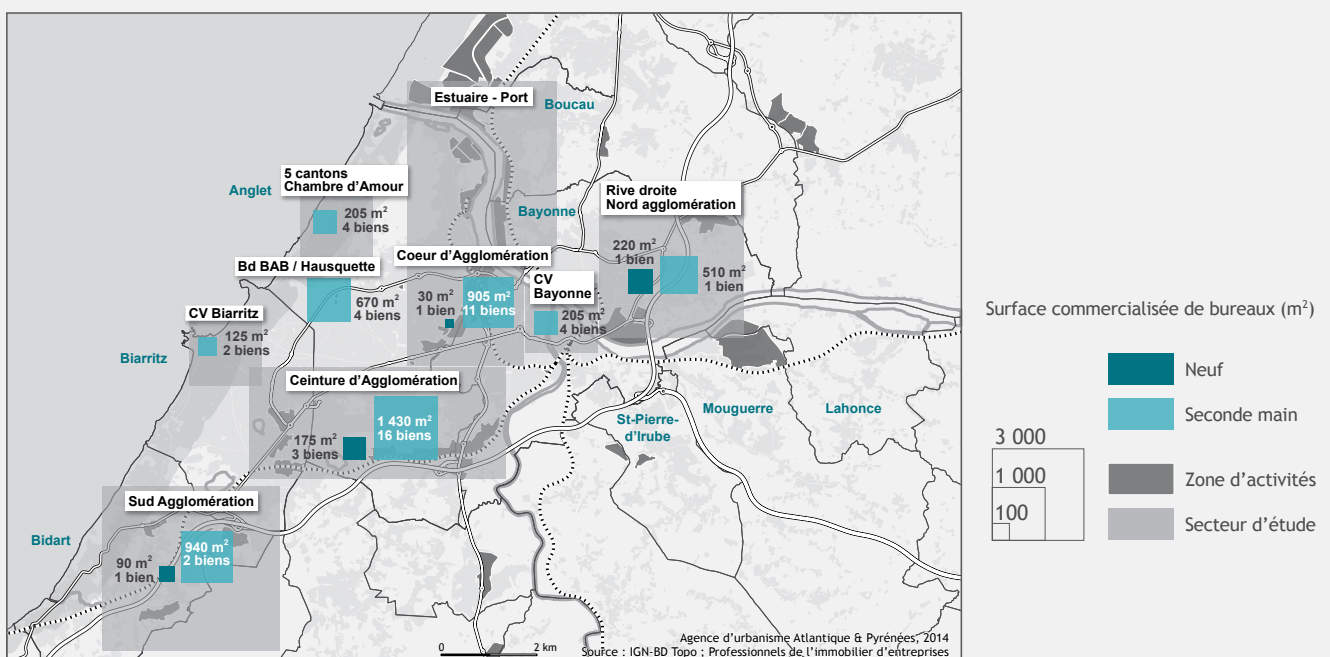 Estuaire - Port
Boucau
5 cantons
Chambre d'Amour
Anglet
205 m²
4 biens
Rive droite
Nord agglomération
Bayonne
220 m²
1 bien
510 m²
1 bien
Coeur d'Agglomération
Bd BAB / Hausquette
30 m²
1 bien
905 m²
11 biens
CV
Bayonne
205 m²
4 biens
670 m²
4 biens
CV Biarritz
125 m²
2 biens
Biarritz
Ceinture d'Agglomération
1 430 m²
16 biens
175 m²
3 biens
St-Pierre-
d'Irube
Mouguerre
Lahonce
Sud Agglomération
Bidart
940 m²
2 biens
90 m²
1 bien
0 2 km
Agence d'urbanisme Atlantique & Pyrénées, 2014
Source : IGN-BD Topo ; Professionnels de l'immobilier d'entreprises
Surface commercialisée de bureaux (m²)
3 000
1 000
100
Neuf
Seconde main
Zone d'activités
Secteur d'étude